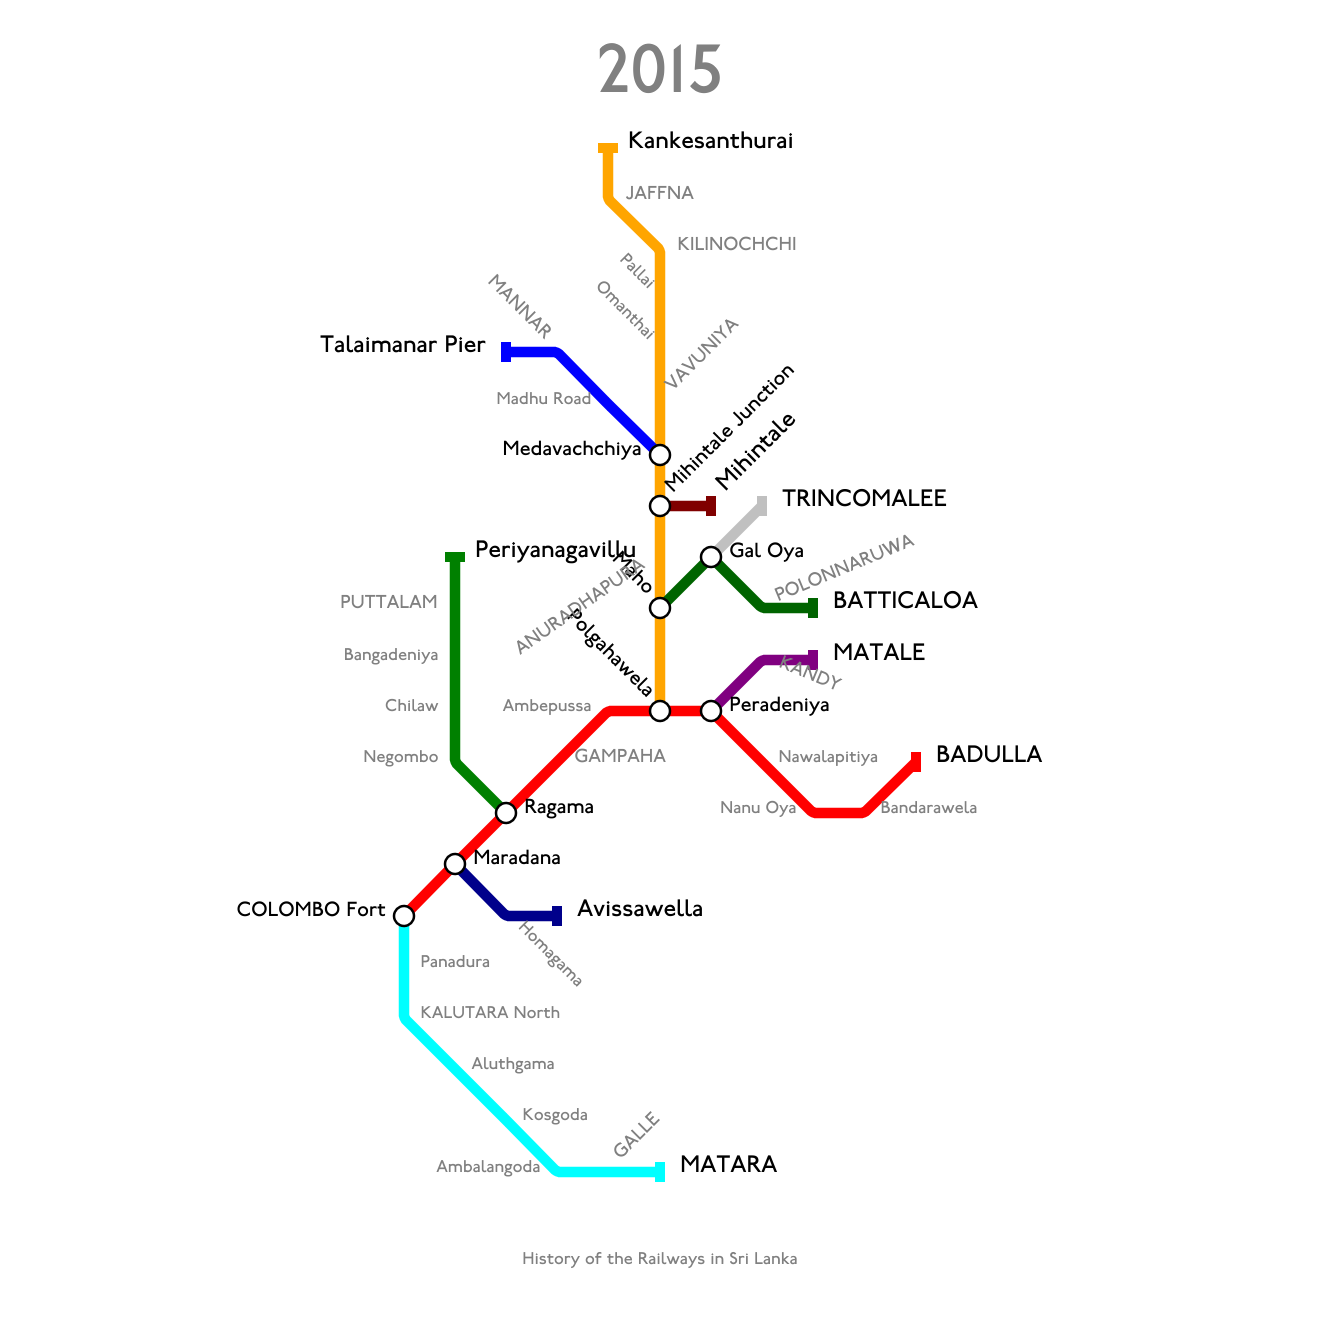 2015
Kankesanthurai
JAFFNA
KILINOCHCHI
Pallai
MANNAR
Omanthai
VAVUNIYA
Talaimanar Pier
Madhu Road
Mihintale Junction
Mihintale
Medavachchiya
TRINCOMALEE
Periyanagavillu
Maho
Gal Oya
POLONNARUWA
ANURADHAPURA
PUTTALAM
BATTICALOA
Polgahawela
MATALE
KANDY
Bangadeniya
Chilaw
Ambepussa
Peradeniya
Negombo
GAMPAHA
Nawalapitiya
BADULLA
Ragama
Nanu Oya
Bandarawela
Maradana
COLOMBO Fort
Avissawella
Homagama
Panadura
KALUTARA North
Aluthgama
Kosgoda
GALLE
Ambalangoda
MATARA
History of the Railways in Sri Lanka